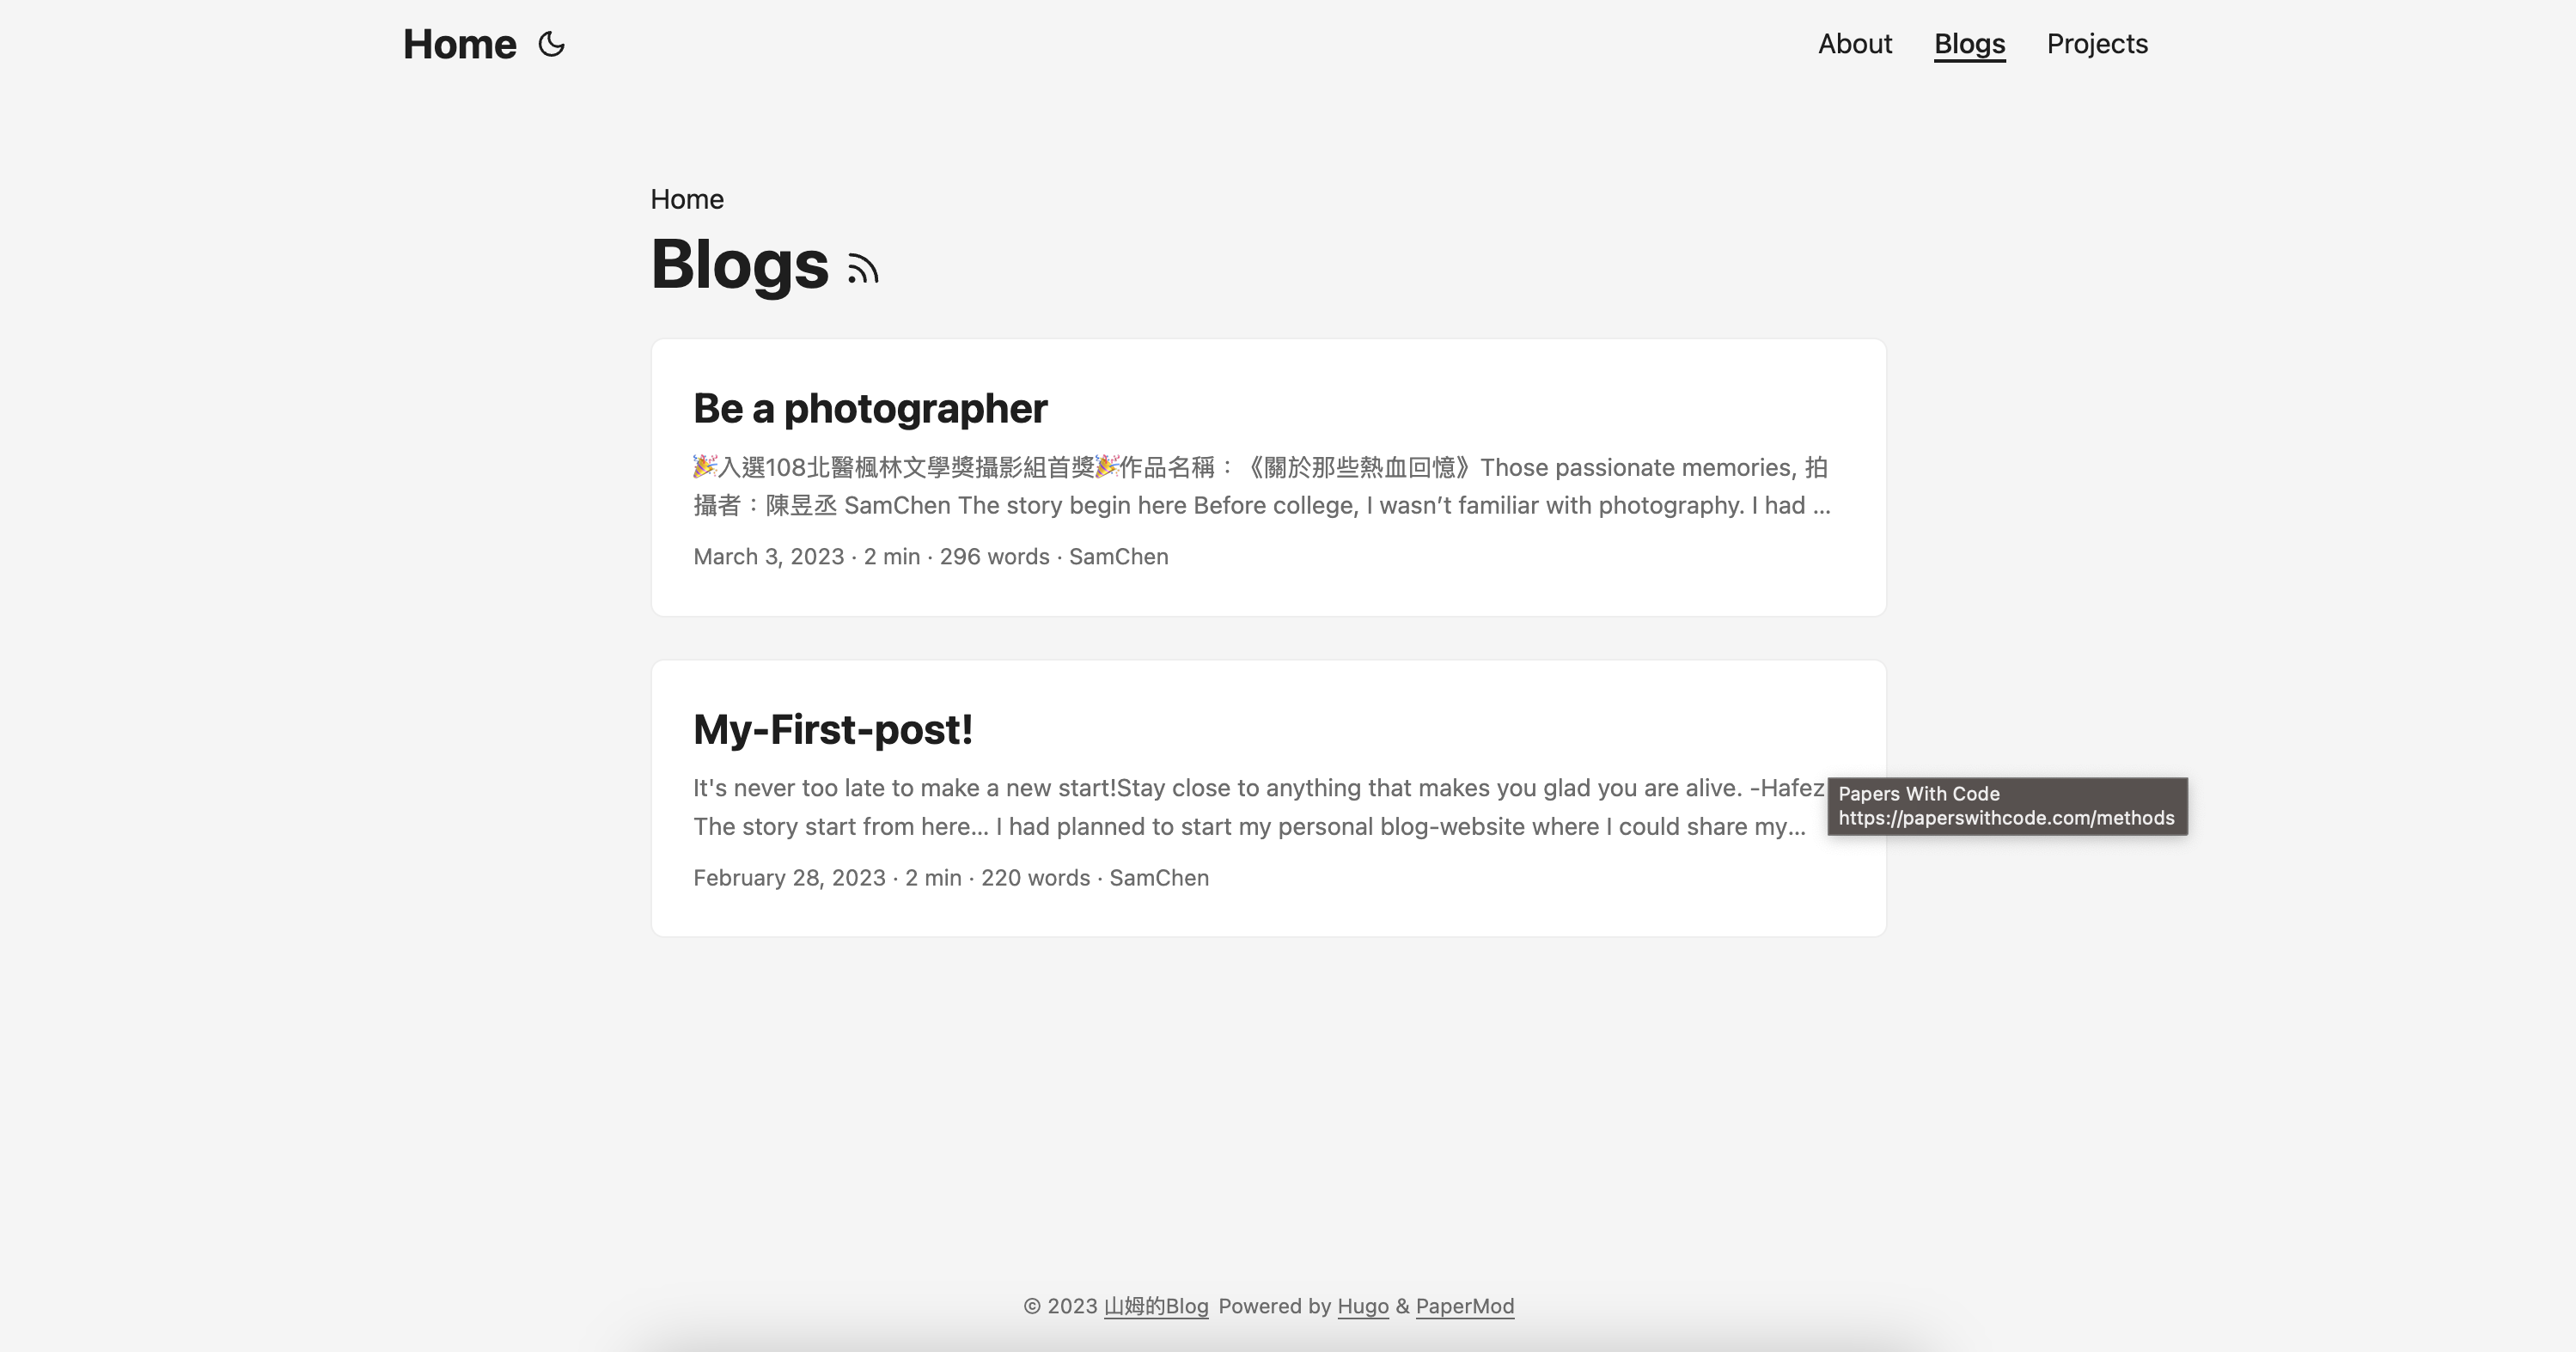 Home
About Blogs Projects
Home
Blogs
Be a photographer
🎉入選108北醫楓林文學獎攝影組首獎🎉作品名稱：《關於那些熱血回憶》Those passionate memories, 拍
攝者：陳昱丞 SamChen The story begin here Before college, I wasn’t familiar with photography. I had ...
March 3, 2023 · 2 min · 296 words · SamChen
My-First-post!
It's never too late to make a new start!Stay close to anything that makes you glad you are alive. -Hafez
The story start from here... I had planned to start my personal blog-website where I could share my...
February 28, 2023 · 2 min · 220 words · SamChen
Papers With Code
https://paperswithcode.com/methods
© 2023 山姆的Blog Powered by Hugo & PaperMod